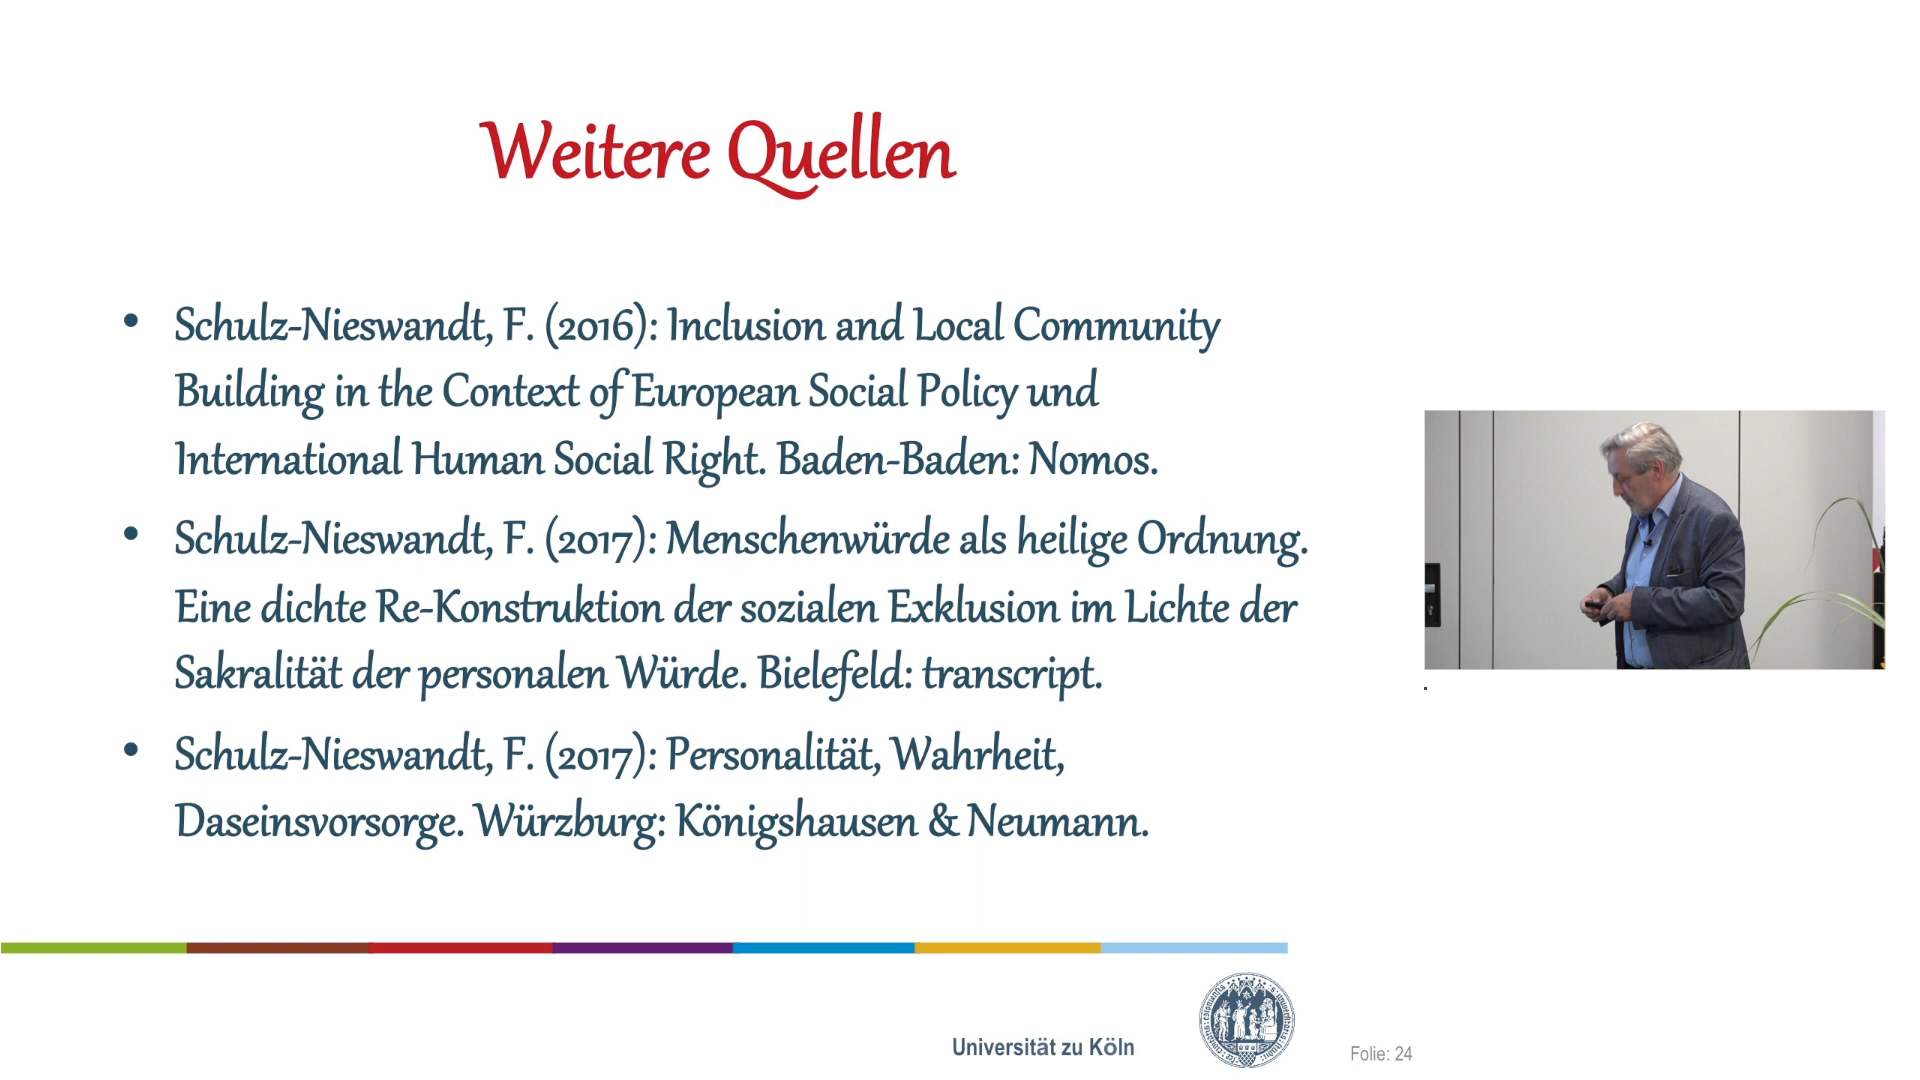 Weitere Quellen
• Schulz-Nieswandt, F. (2016): Inclusion and Local Community
Building in the Context of European Social Policy und
International Human Social Right. Baden-Baden: Nomos.
• Schulz-Nieswandt, F. (2017): Menschenwürde als heilige Ordnung.
Eine dichte Re-Konstruktion der sozialen Exklusion im Lichte der
Sakralität der personalen Würde. Bielefeld: transcript.
• Schulz-Nieswandt, F. (2017): Personalität, Wahrheit,
Daseinsvorsorge. Würzburg: Königshausen & Neumann.
Universität zu Köln
Folie: 24